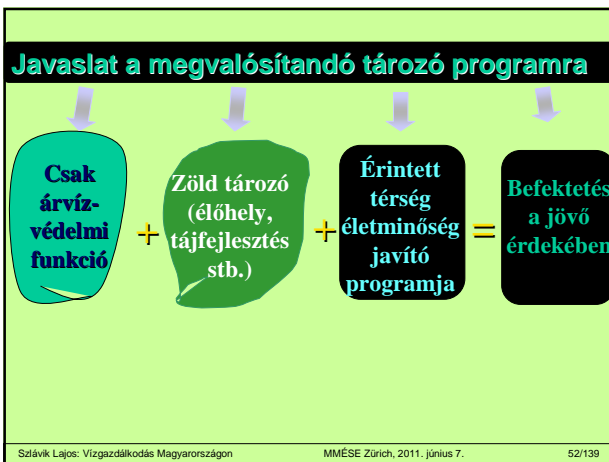 Javaslat a megvalósítandó tározó programra
Csak
árvíz-
védelmi
funkció
+
Zöld tározó
(élőhely,
tájfejlesztés
stb.)
+
Érintett
térség
életminőség
javító
programja
=
Befektetés
a jövő
érdekében
Szlávik Lajos: Vízgazdálkodás Magyarországon MMÉSE Zürich, 2011. június 7. 52/139